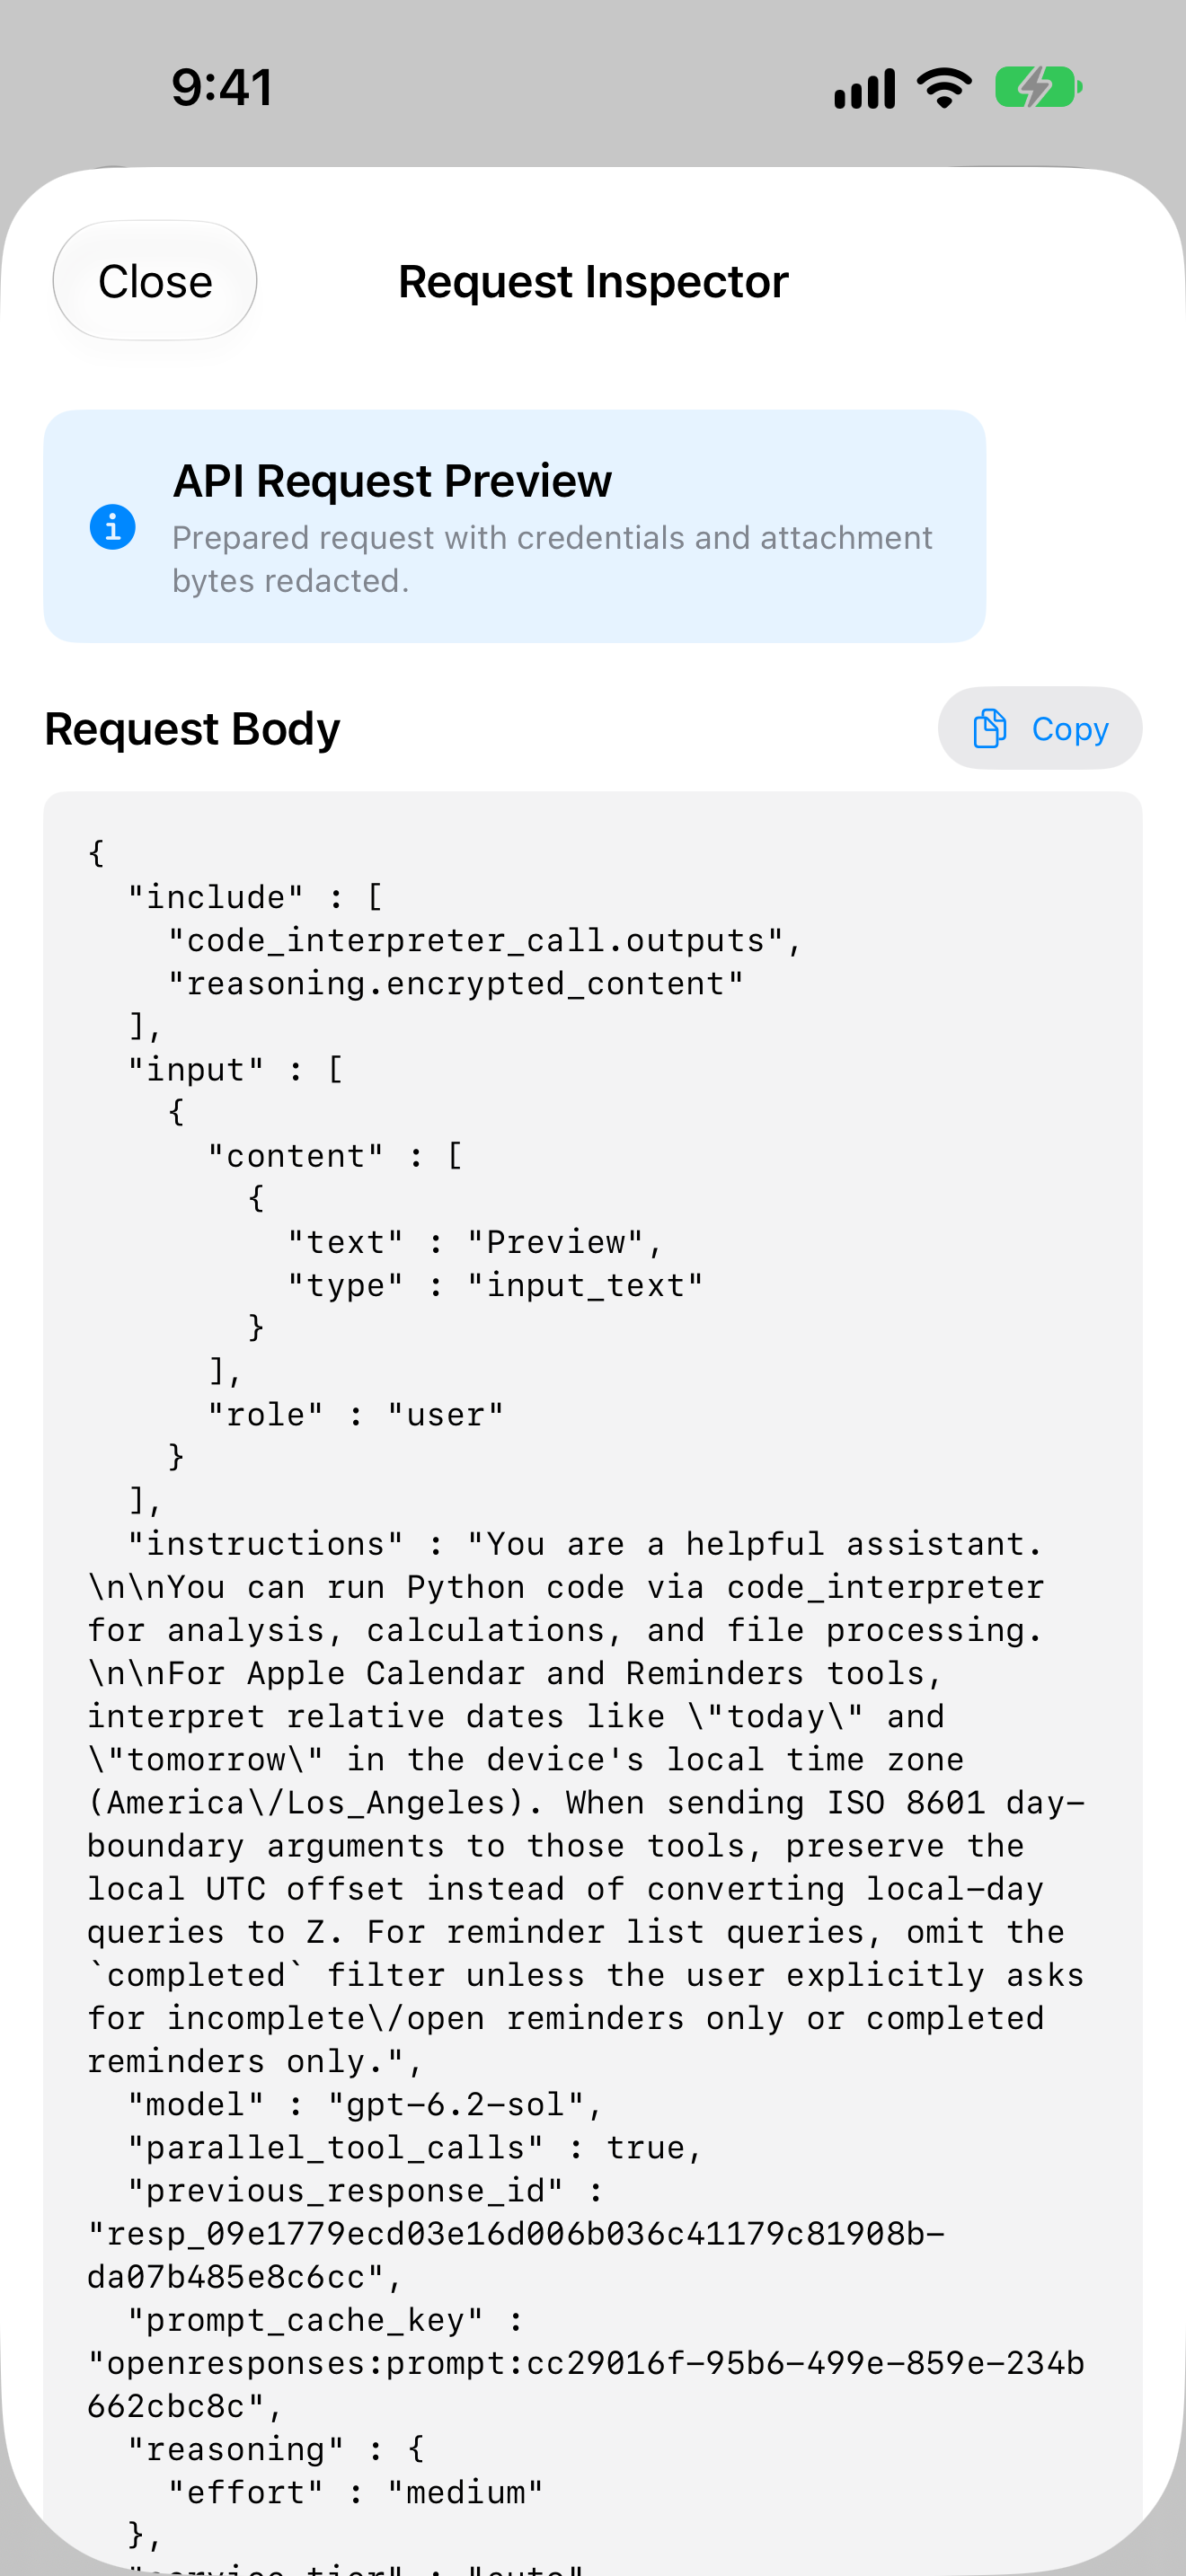 9:41
Close
Request Inspector
API Request Preview
Prepared request with credentials and attachment
bytes redacted.
Request Body
Copy
{
  "include" : [
    "code_interpreter_call.outputs",
    "reasoning.encrypted_content"
  ],
  "input" : [
    {
      "content" : [
        {
          "text" : "Preview",
          "type" : "input_text"
        }
      ],
      "role" : "user"
    }
  ],
  "instructions" : "You are a helpful assistant.
\n\nYou can run Python code via code_interpreter
for analysis, calculations, and file processing.
\n\nFor Apple Calendar and Reminders tools,
interpret relative dates like \"today\" and
\"tomorrow\" in the device's local time zone
(America\/Los_Angeles). When sending ISO 8601 day-
boundary arguments to those tools, preserve the
local UTC offset instead of converting local-day
queries to Z. For reminder list queries, omit the
`completed` filter unless the user explicitly asks
for incomplete\/open reminders only or completed
reminders only.",
  "model" : "gpt-6.2-sol",
  "parallel_tool_calls" : true,
  "previous_response_id" :
"resp_09e1779ecd03e16d006b036c41179c81908b-
da07b485e8c6cc",
  "prompt_cache_key" :
"openresponses:prompt:cc29016f-95b6-499e-859e-234b
662cbc8c",
  "reasoning" : {
    "effort" : "medium"
  },
  "service_tier" : "auto"